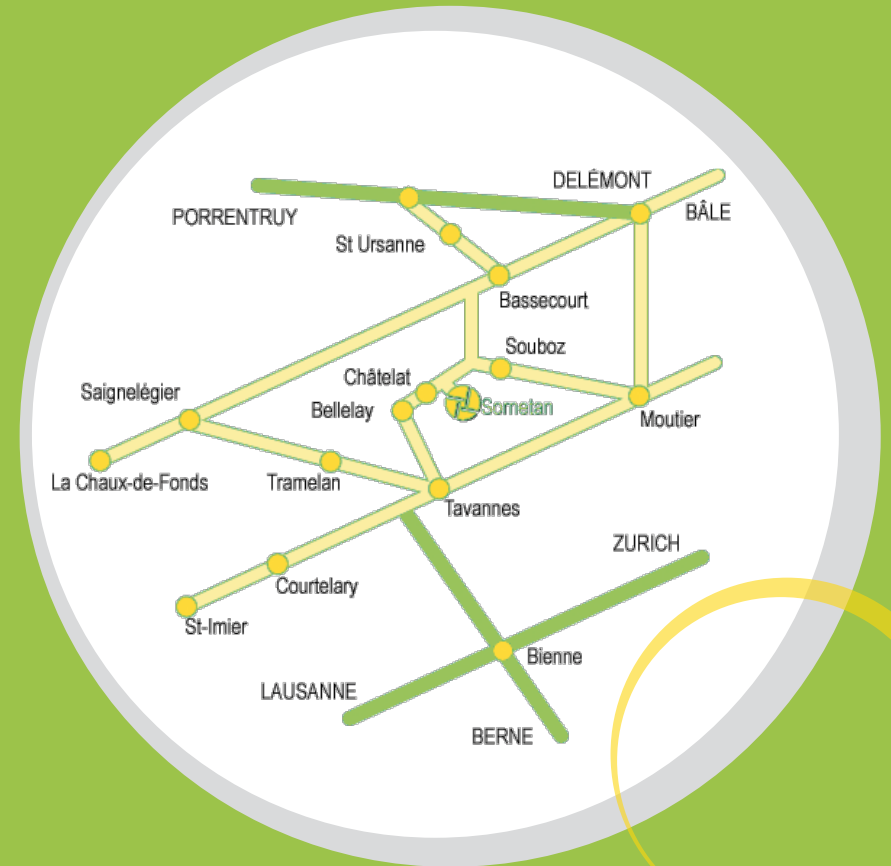 DELÉMONT
PORRENTRUY
BÂLE
St Ursanne
Bassecourt
Souboz
Châtelat
Saignelégier
Bellelay
Sornetan
Moutier
La Chaux-de-Fonds
Tramelan
Tavannes
ZURICH
Courtelary
St-Imier
Bienne
LAUSANNE
BERNE